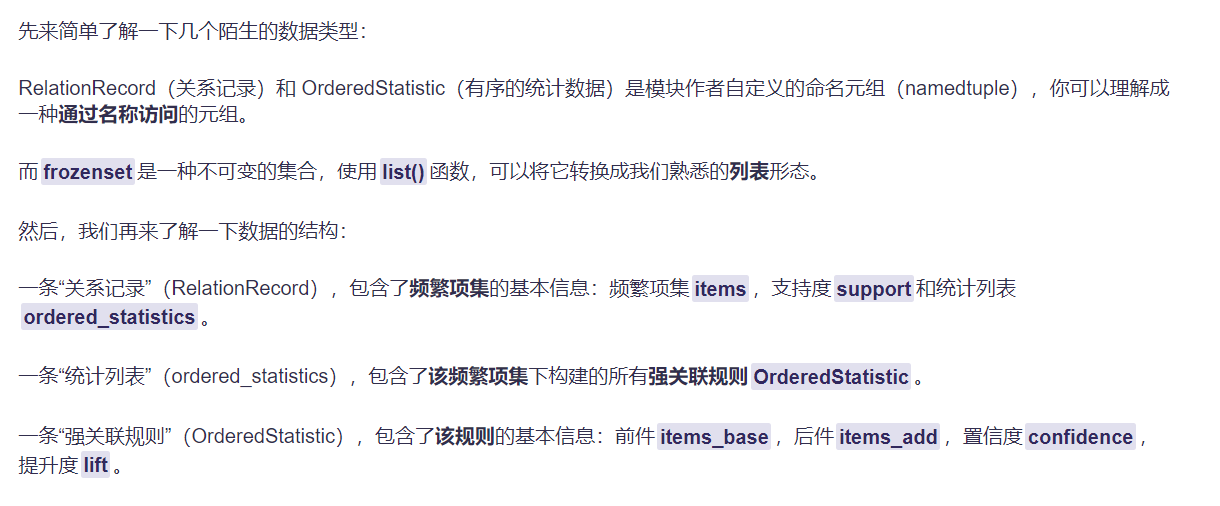 先来简单了解一下几个陌生的数据类型：
RelationRecord（关系记录）和 OrderedStatistic（有序的统计数据）是模块作者自定义的命名元组（namedtuple），你可以理解成
一种通过名称访问的元组。
而 frozenset 是一种不可变的集合，使用 list() 函数，可以将它转换成我们熟悉的列表形态。
然后，我们再来了解一下数据的结构：
一条“关系记录”（RelationRecord），包含了频繁项集的基本信息：频繁项集 items ，支持度 support 和统计列表
ordered_statistics 。
一条“统计列表”（ordered_statistics），包含了该频繁项集下构建的所有强关联规则 OrderedStatistic 。
一条“强关联规则”（OrderedStatistic），包含了该规则的基本信息：前件 items_base ，后件 items_add ，置信度 confidence ，
提升度 lift 。